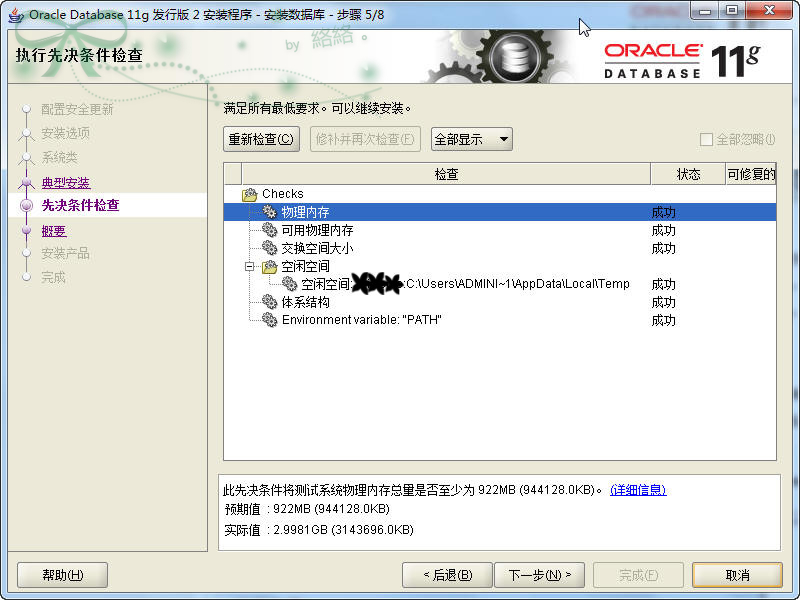 Oracle Database 11g 发行版 2 安装程序 - 安装数据库 - 步骤 5/8
执行先决条件检查
by 絡絡。
ORACLE
DATABASE 11g
配置安全更新
安装选项
系统类
典型安装
先决条件检查
概要
安装产品
完成
满足所有最低要求。可以继续安装。
重新检查(C) 修补并再次检查(F) 全部显示 全部忽略(I)
检查 状态 可修复的
Checks
物理内存 成功
可用物理内存 成功
交换空间大小 成功
空闲空间
空闲空间: :C:\Users\ADMINI~1\AppData\Local\Temp 成功
体系结构 成功
Environment variable: "PATH" 成功
此先决条件将测试系统物理内存总量是否至少为 922MB (944128.0KB)。 (详细信息)
预期值 : 922MB (944128.0KB)
实际值 : 2.9981GB (3143696.0KB)
帮助(H) < 后退(B) 下一步(N) > 完成(F) 取消